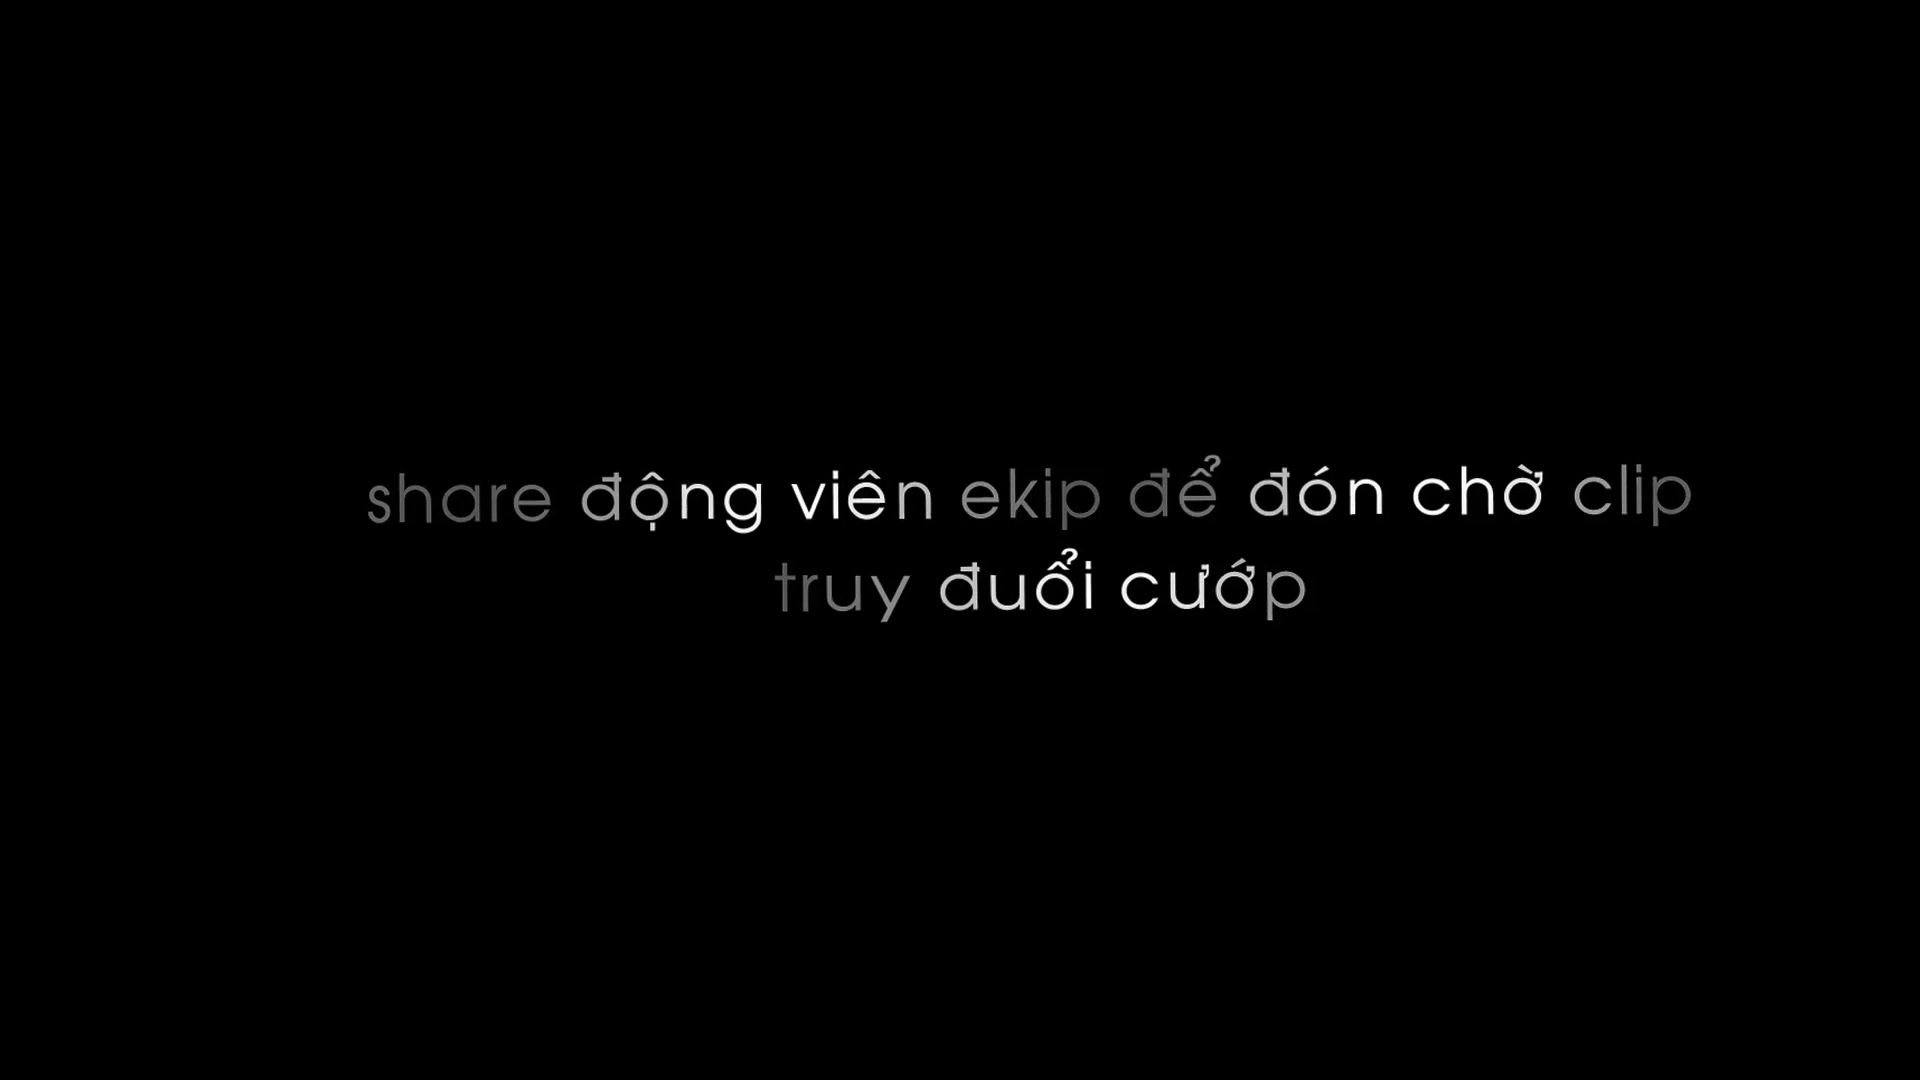 share động viên ekip để đón chờ clip
truy đuổi cướp